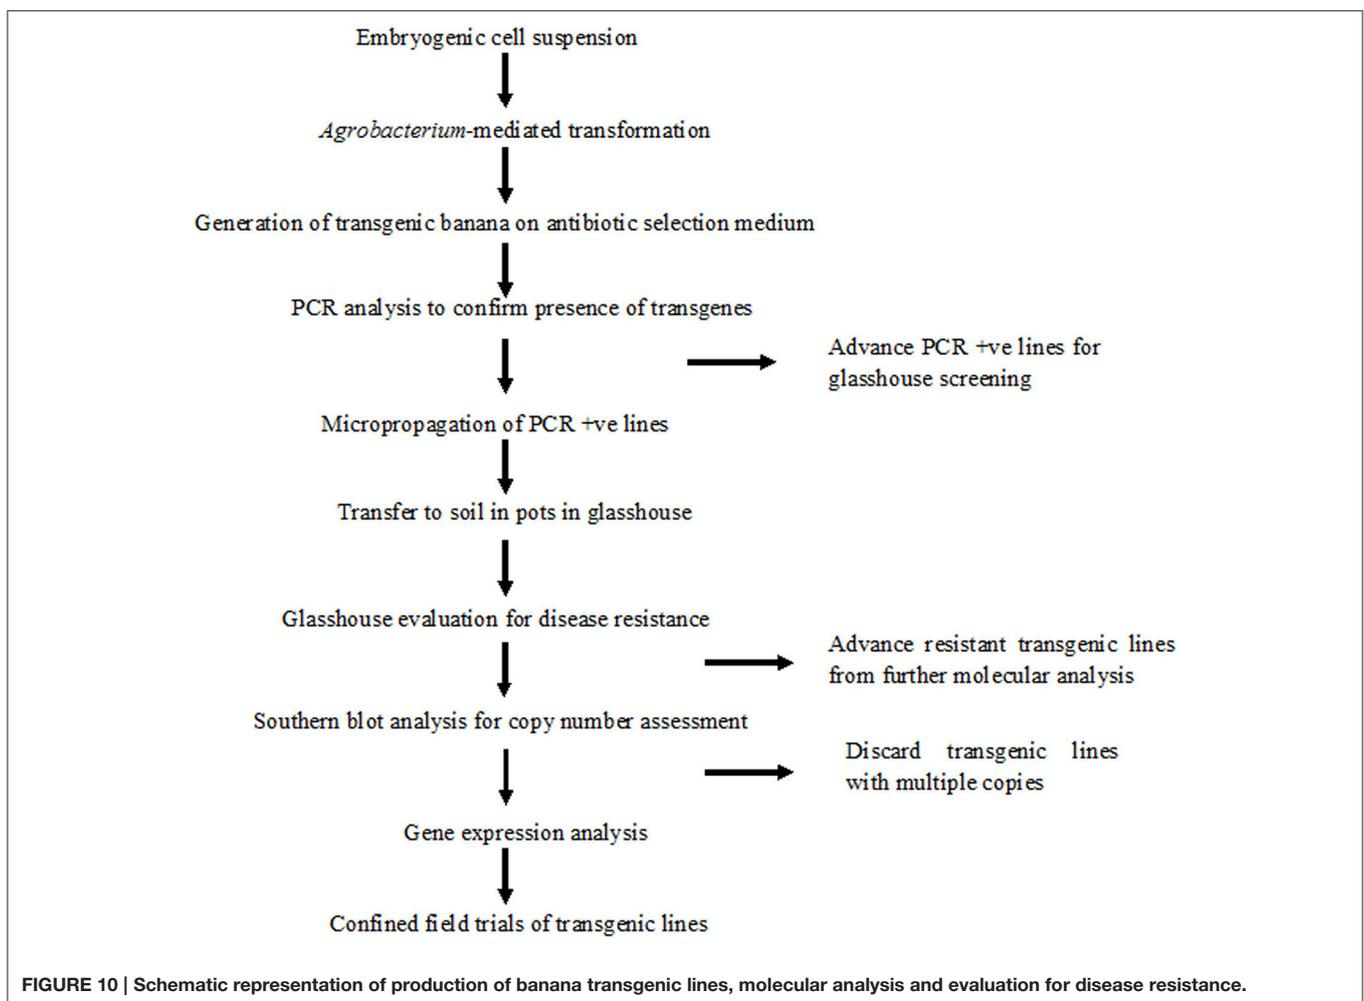 Embryogenic cell suspension
Agrobacterium-mediated transformation
Generation of transgenic banana on antibiotic selection medium
PCR analysis to confirm presence of transgenes
Advance PCR +ve lines for
glasshouse screening
Micropropagation of PCR +ve lines
Transfer to soil in pots in glasshouse
Glasshouse evaluation for disease resistance
Advance resistant transgenic lines
from further molecular analysis
Southern blot analysis for copy number assessment
Discard transgenic lines
with multiple copies
Gene expression analysis
Confined field trials of transgenic lines
FIGURE 10 | Schematic representation of production of banana transgenic lines, molecular analysis and evaluation for disease resistance.